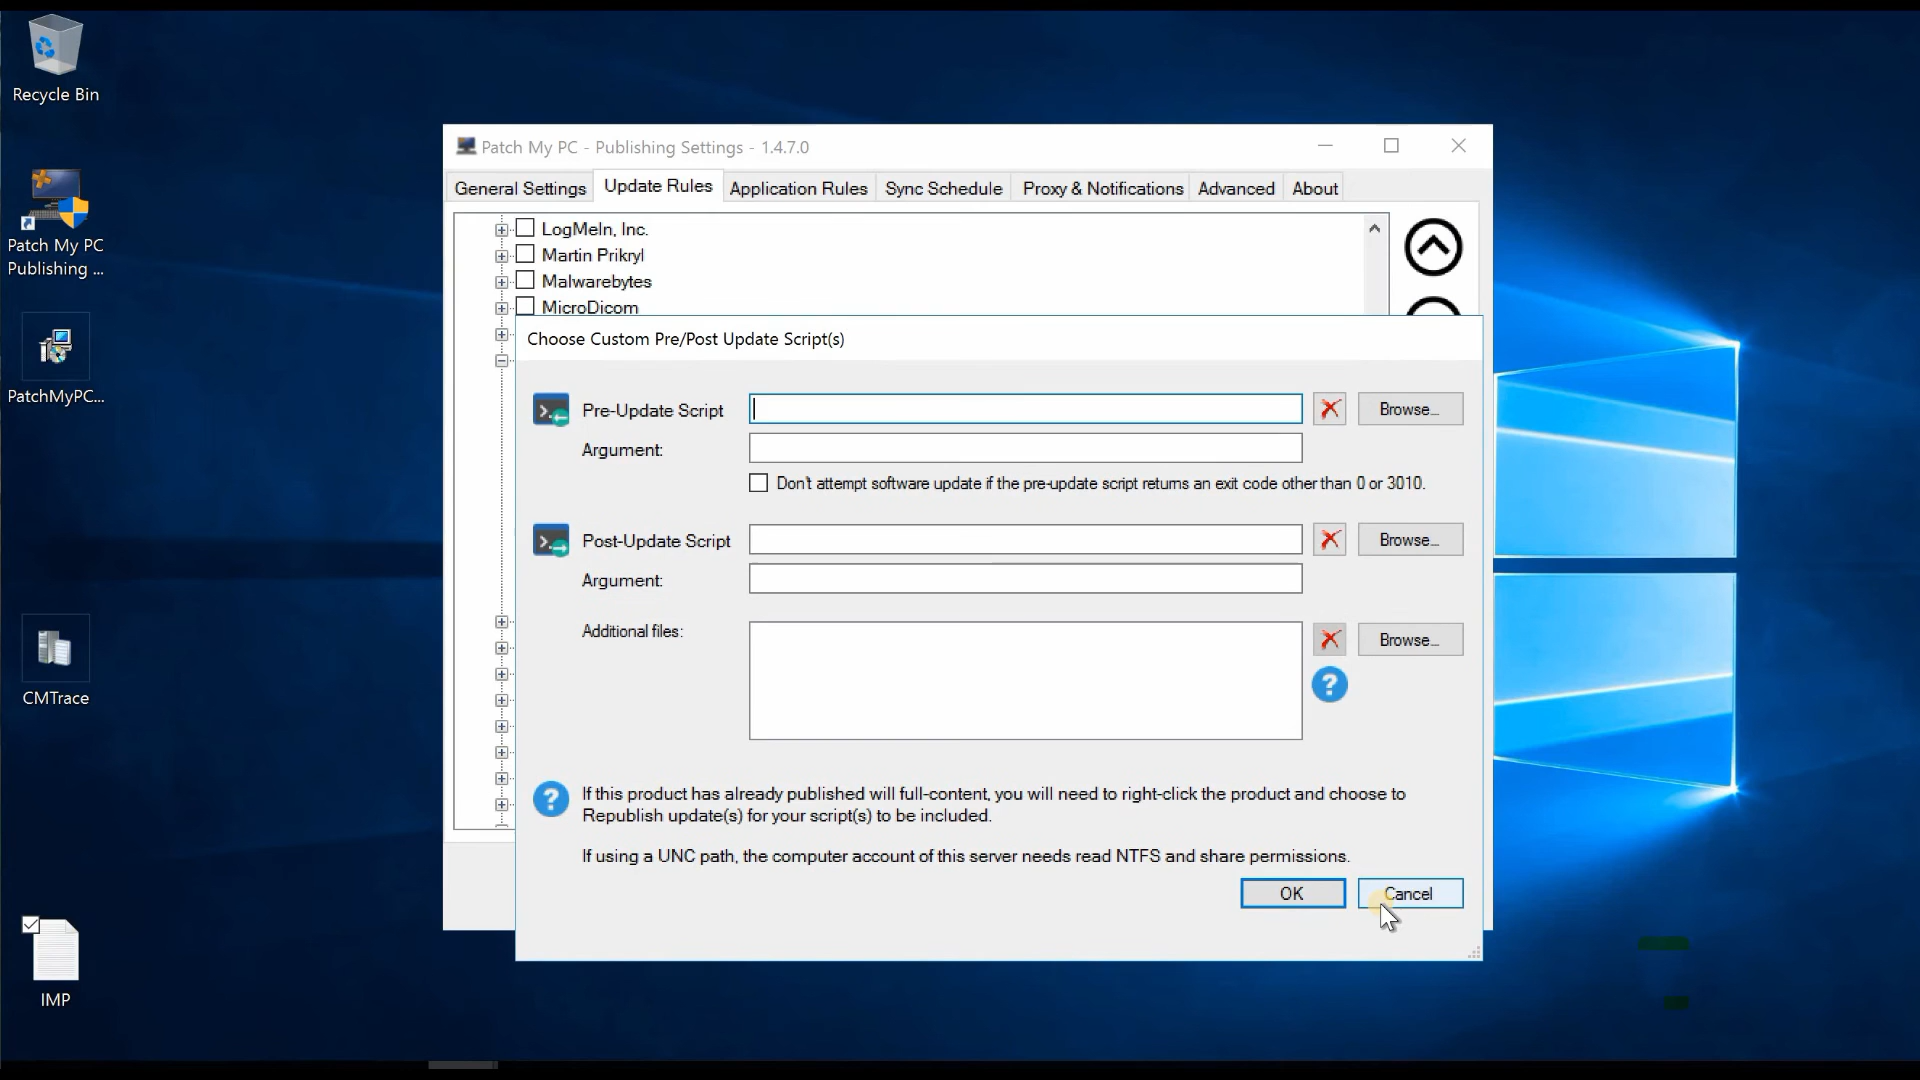 Recycle Bin
Patch My PC
Publishing ...
PatchMyPC...
CMTrace
IMP
Patch My PC - Publishing Settings - 1.4.7.0
General Settings
Update Rules
Application Rules
Sync Schedule
Proxy & Notifications
Advanced
About
LogMeIn, Inc.
Martin Prikryl
Malwarebytes
MicroDicom
Choose Custom Pre/Post Update Script(s)
Pre-Update Script
Browse...
Argument:
Don't attempt software update if the pre-update script returns an exit code other than 0 or 3010.
Post-Update Script
Browse...
Argument:
Additional files:
Browse...
If this product has already published will full-content, you will need to right-click the product and choose to
Republish update(s) for your script(s) to be included.
If using a UNC path, the computer account of this server needs read NTFS and share permissions.
OK
Cancel